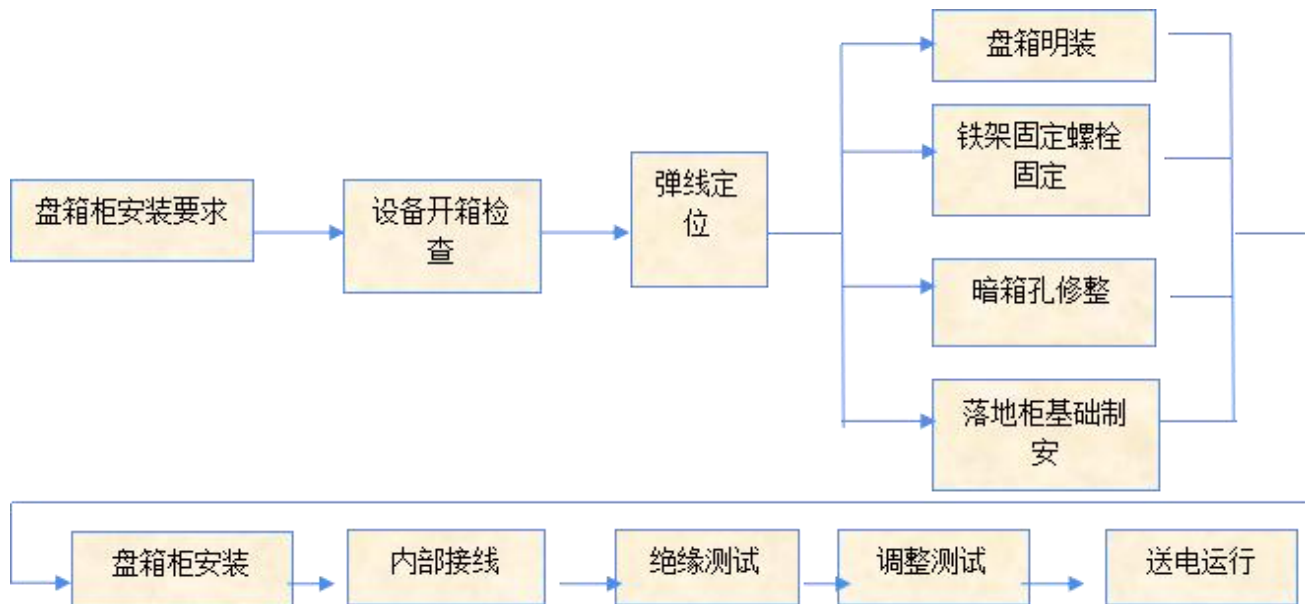 盘箱柜安装要求
设备开箱检
查
弹线定
位
盘箱明装
铁架固定螺栓
固定
暗箱孔修整
落地柜基础制
安
盘箱柜安装
内部接线
绝缘测试
调整测试
送电运行